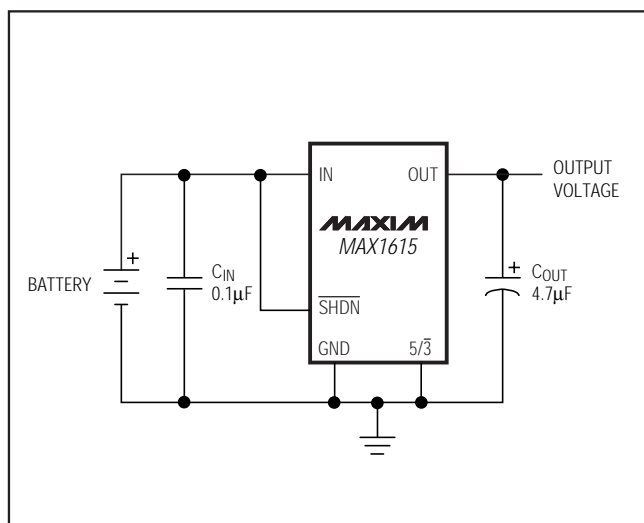 IN
OUT
OUTPUT
VOLTAGE
MAXIM
MAX1615
+
BATTERY
CIN
0.1μF
SHDN
+
COUT
4.7μF
GND
5/3